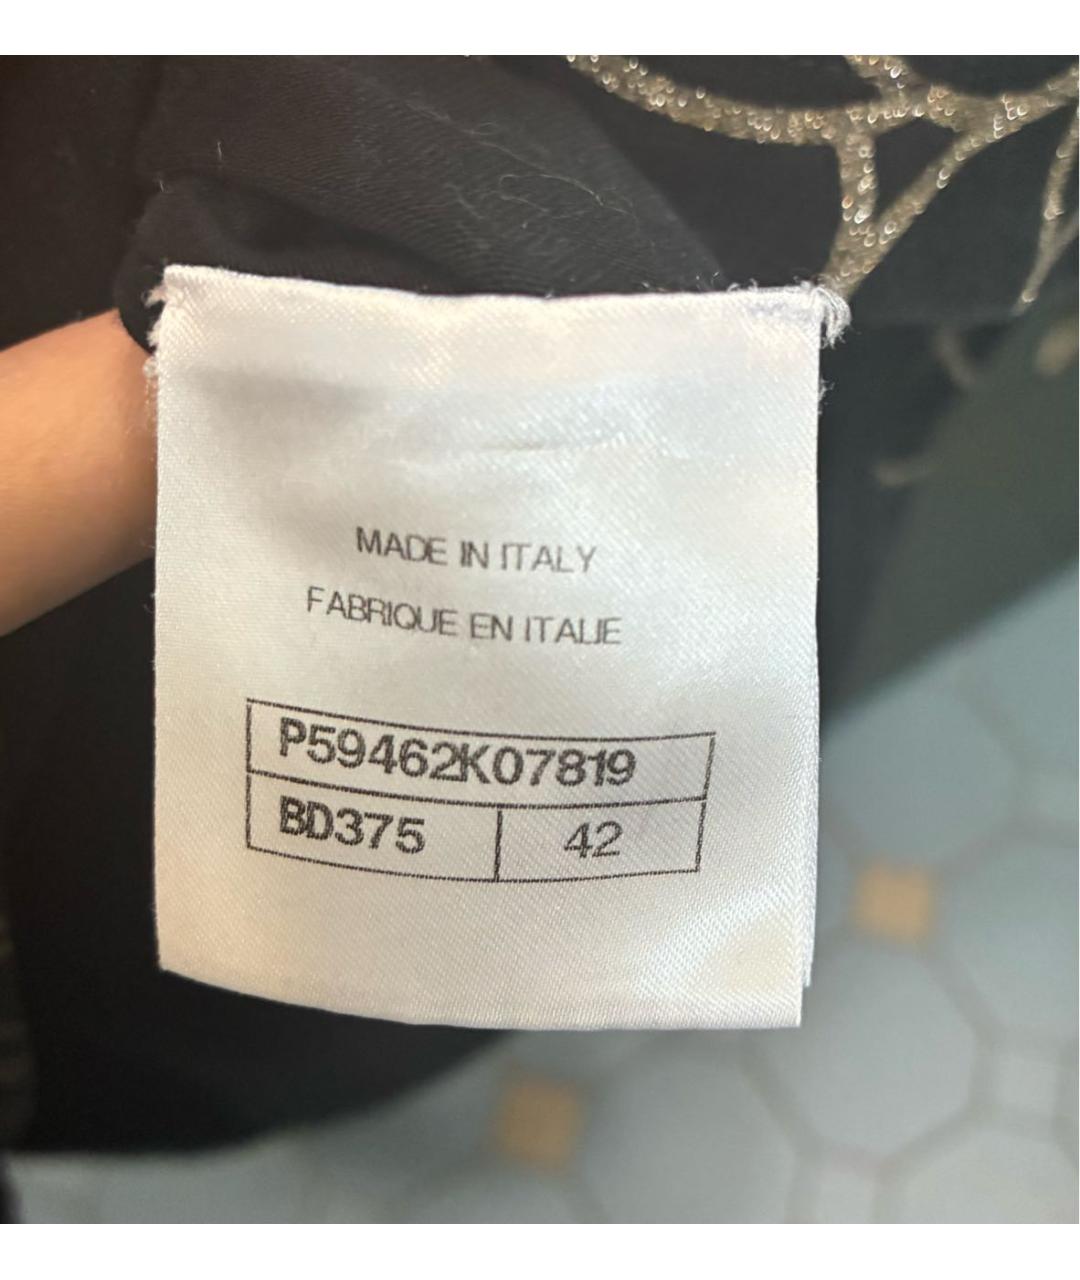 MADE IN ITALY
FABRIQUE EN ITALIE
P59462K07819
BD375 42